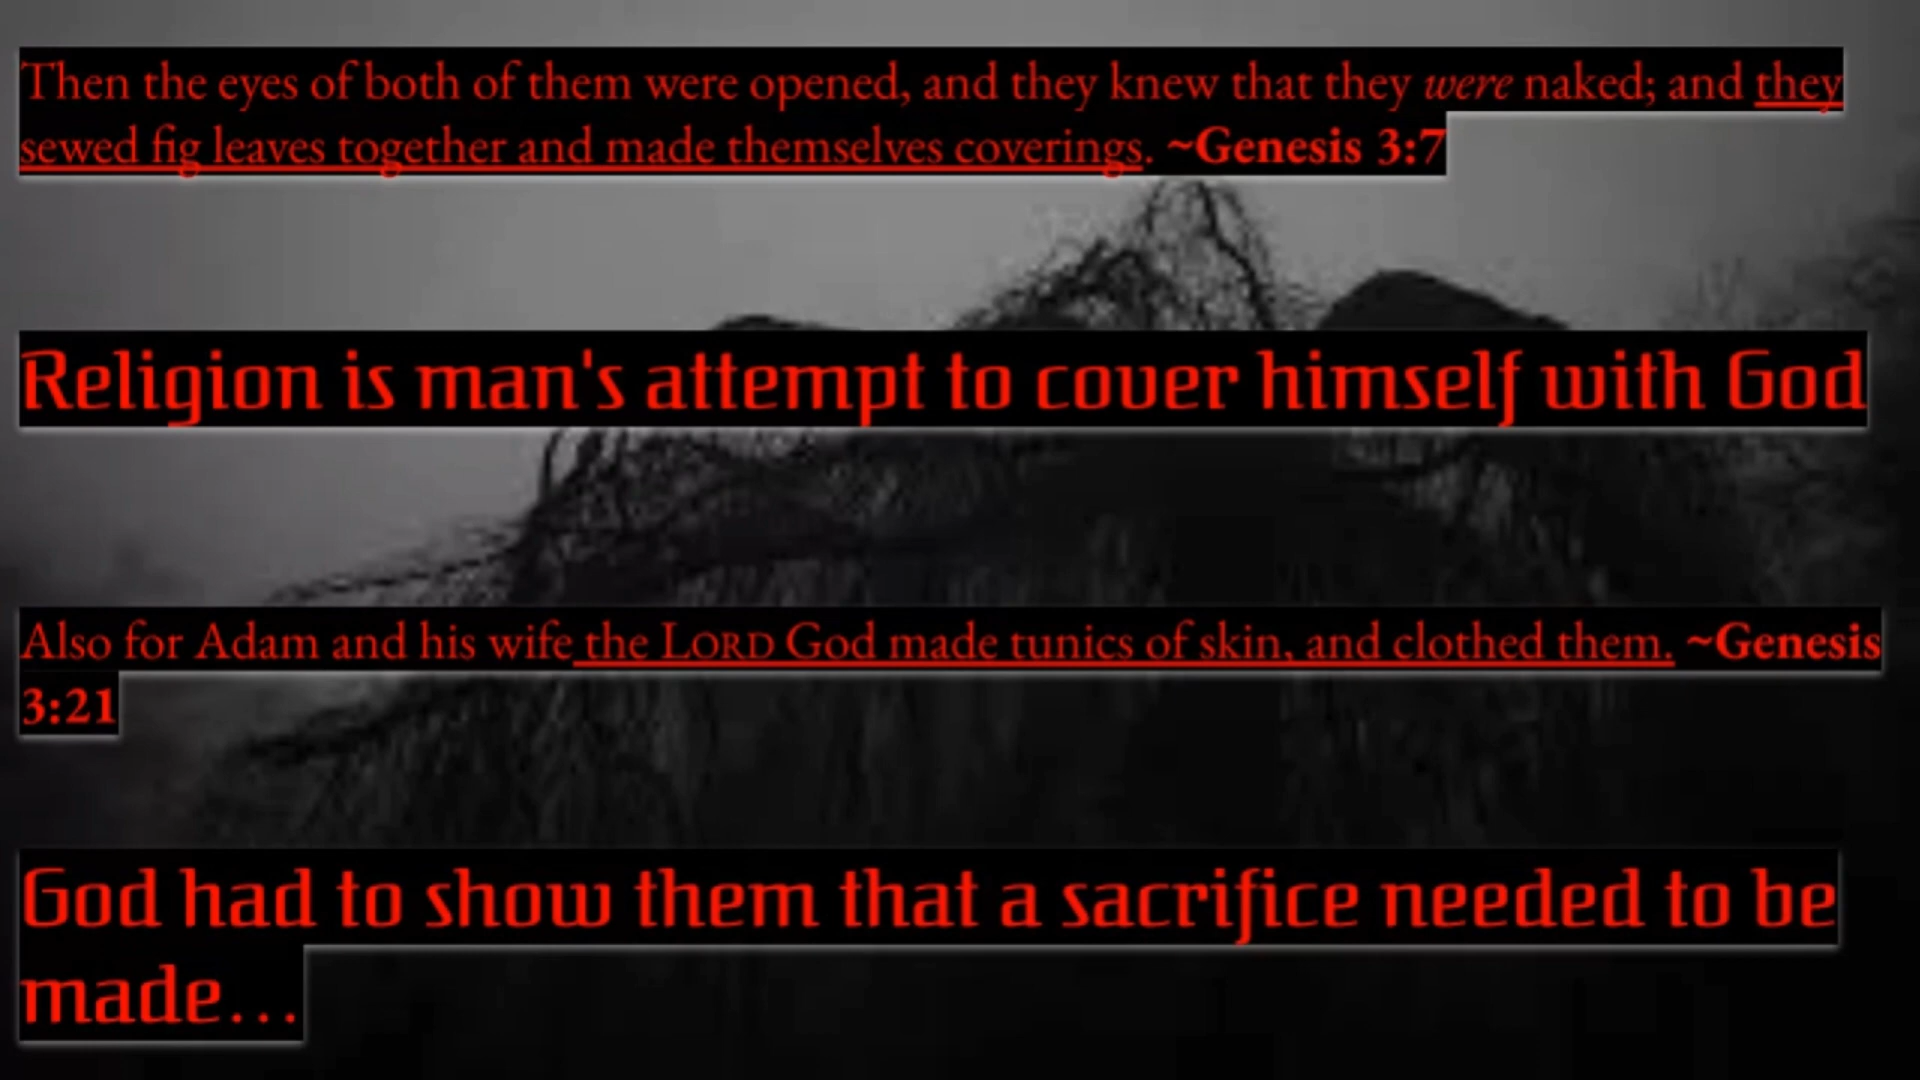 Then the eyes of both of them were opened, and they knew that they were naked; and they
sewed fig leaves together and made themselves coverings. ~Genesis 3:7
Religion is man's attempt to cover himself with God
Also for Adam and his wife the LORD God made tunics of skin, and clothed them. ~Genesis
3:21
God had to show them that a sacrifice needed to be
made...